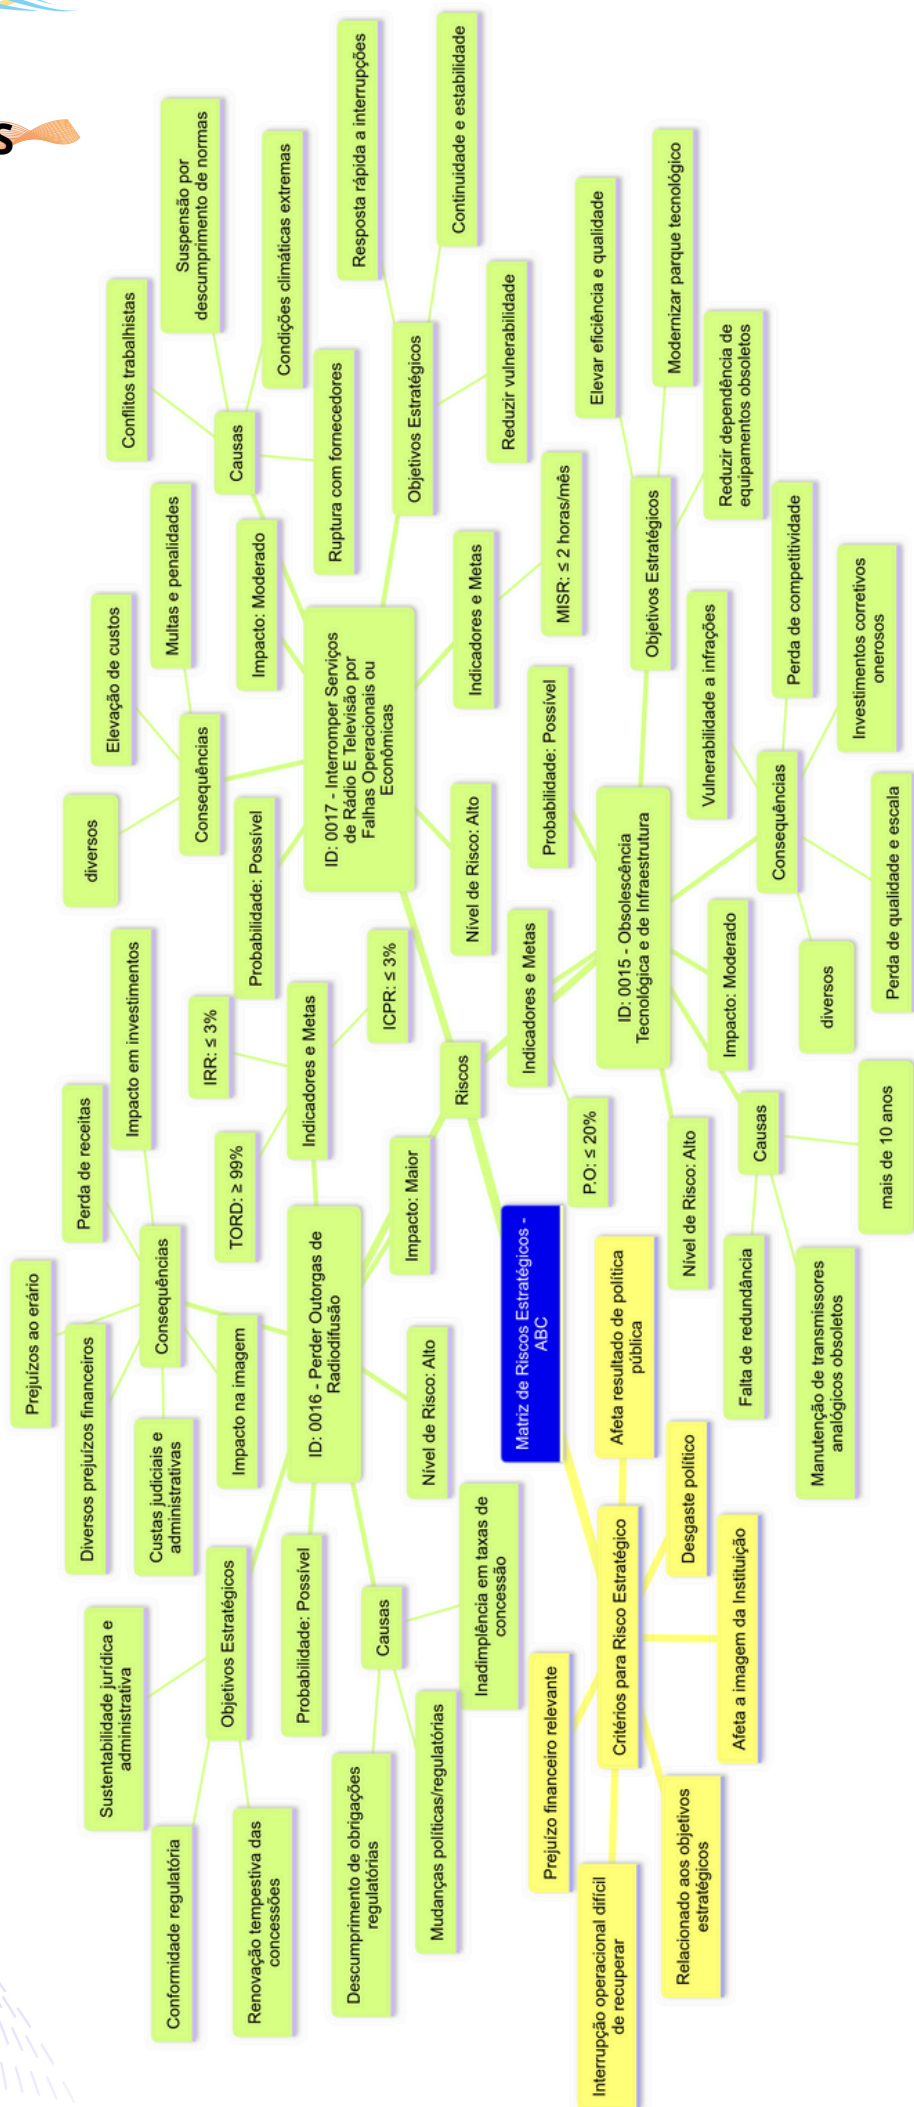 s
Matriz de Riscos Estratégicos -
ABC
Riscos
ID: 0016 - Perder Outorgas de
Radiodifusão
Consequências
Prejuízos ao erário
Perda de receitas
Impacto em investimentos
Diversos prejuízos financeiros
Custas judiciais e
administrativas
Impacto na imagem
Objetivos Estratégicos
Sustentabilidade jurídica e
administrativa
Conformidade regulatória
Renovação tempestiva das
concessões
Probabilidade: Possível
Causas
Descumprimento de obrigações
regulatórias
Mudanças políticas/regulatórias
Inadimplência em taxas de
concessão
Nível de Risco: Alto
Impacto: Maior
Indicadores e Metas
TORD: ≥ 99%
IRR: ≤ 3%
ICPR: ≤ 3%
ID: 0017 - Interromper Serviços
de Rádio E Televisão por
Falhas Operacionais ou
Econômicas
Consequências
diversos
Elevação de custos
Multas e penalidades
Probabilidade: Possível
Impacto: Moderado
Causas
Conflitos trabalhistas
Suspensão por
descumprimento de normas
Condições climáticas extremas
Ruptura com fornecedores
Objetivos Estratégicos
Resposta rápida a interrupções
Continuidade e estabilidade
Reduzir vulnerabilidade
Indicadores e Metas
MISR: ≤ 2 horas/mês
Nível de Risco: Alto
ID: 0015 - Obsolescência
Tecnológica e de Infraestrutura
Indicadores e Metas
P.O: ≤ 20%
Probabilidade: Possível
Objetivos Estratégicos
Elevar eficiência e qualidade
Modernizar parque tecnológico
Reduzir dependência de
equipamentos obsoletos
Consequências
Vulnerabilidade a infrações
Perda de competitividade
Investimentos corretivos
onerosos
Perda de qualidade e escala
diversos
Impacto: Moderado
Causas
mais de 10 anos
Manutenção de transmissores
analógicos obsoletos
Falta de redundância
Nível de Risco: Alto
Critérios para Risco Estratégico
Afeta resultado de política
pública
Desgaste político
Afeta a imagem da Instituição
Relacionado aos objetivos
estratégicos
Interrupção operacional difícil
de recuperar
Prejuízo financeiro relevante